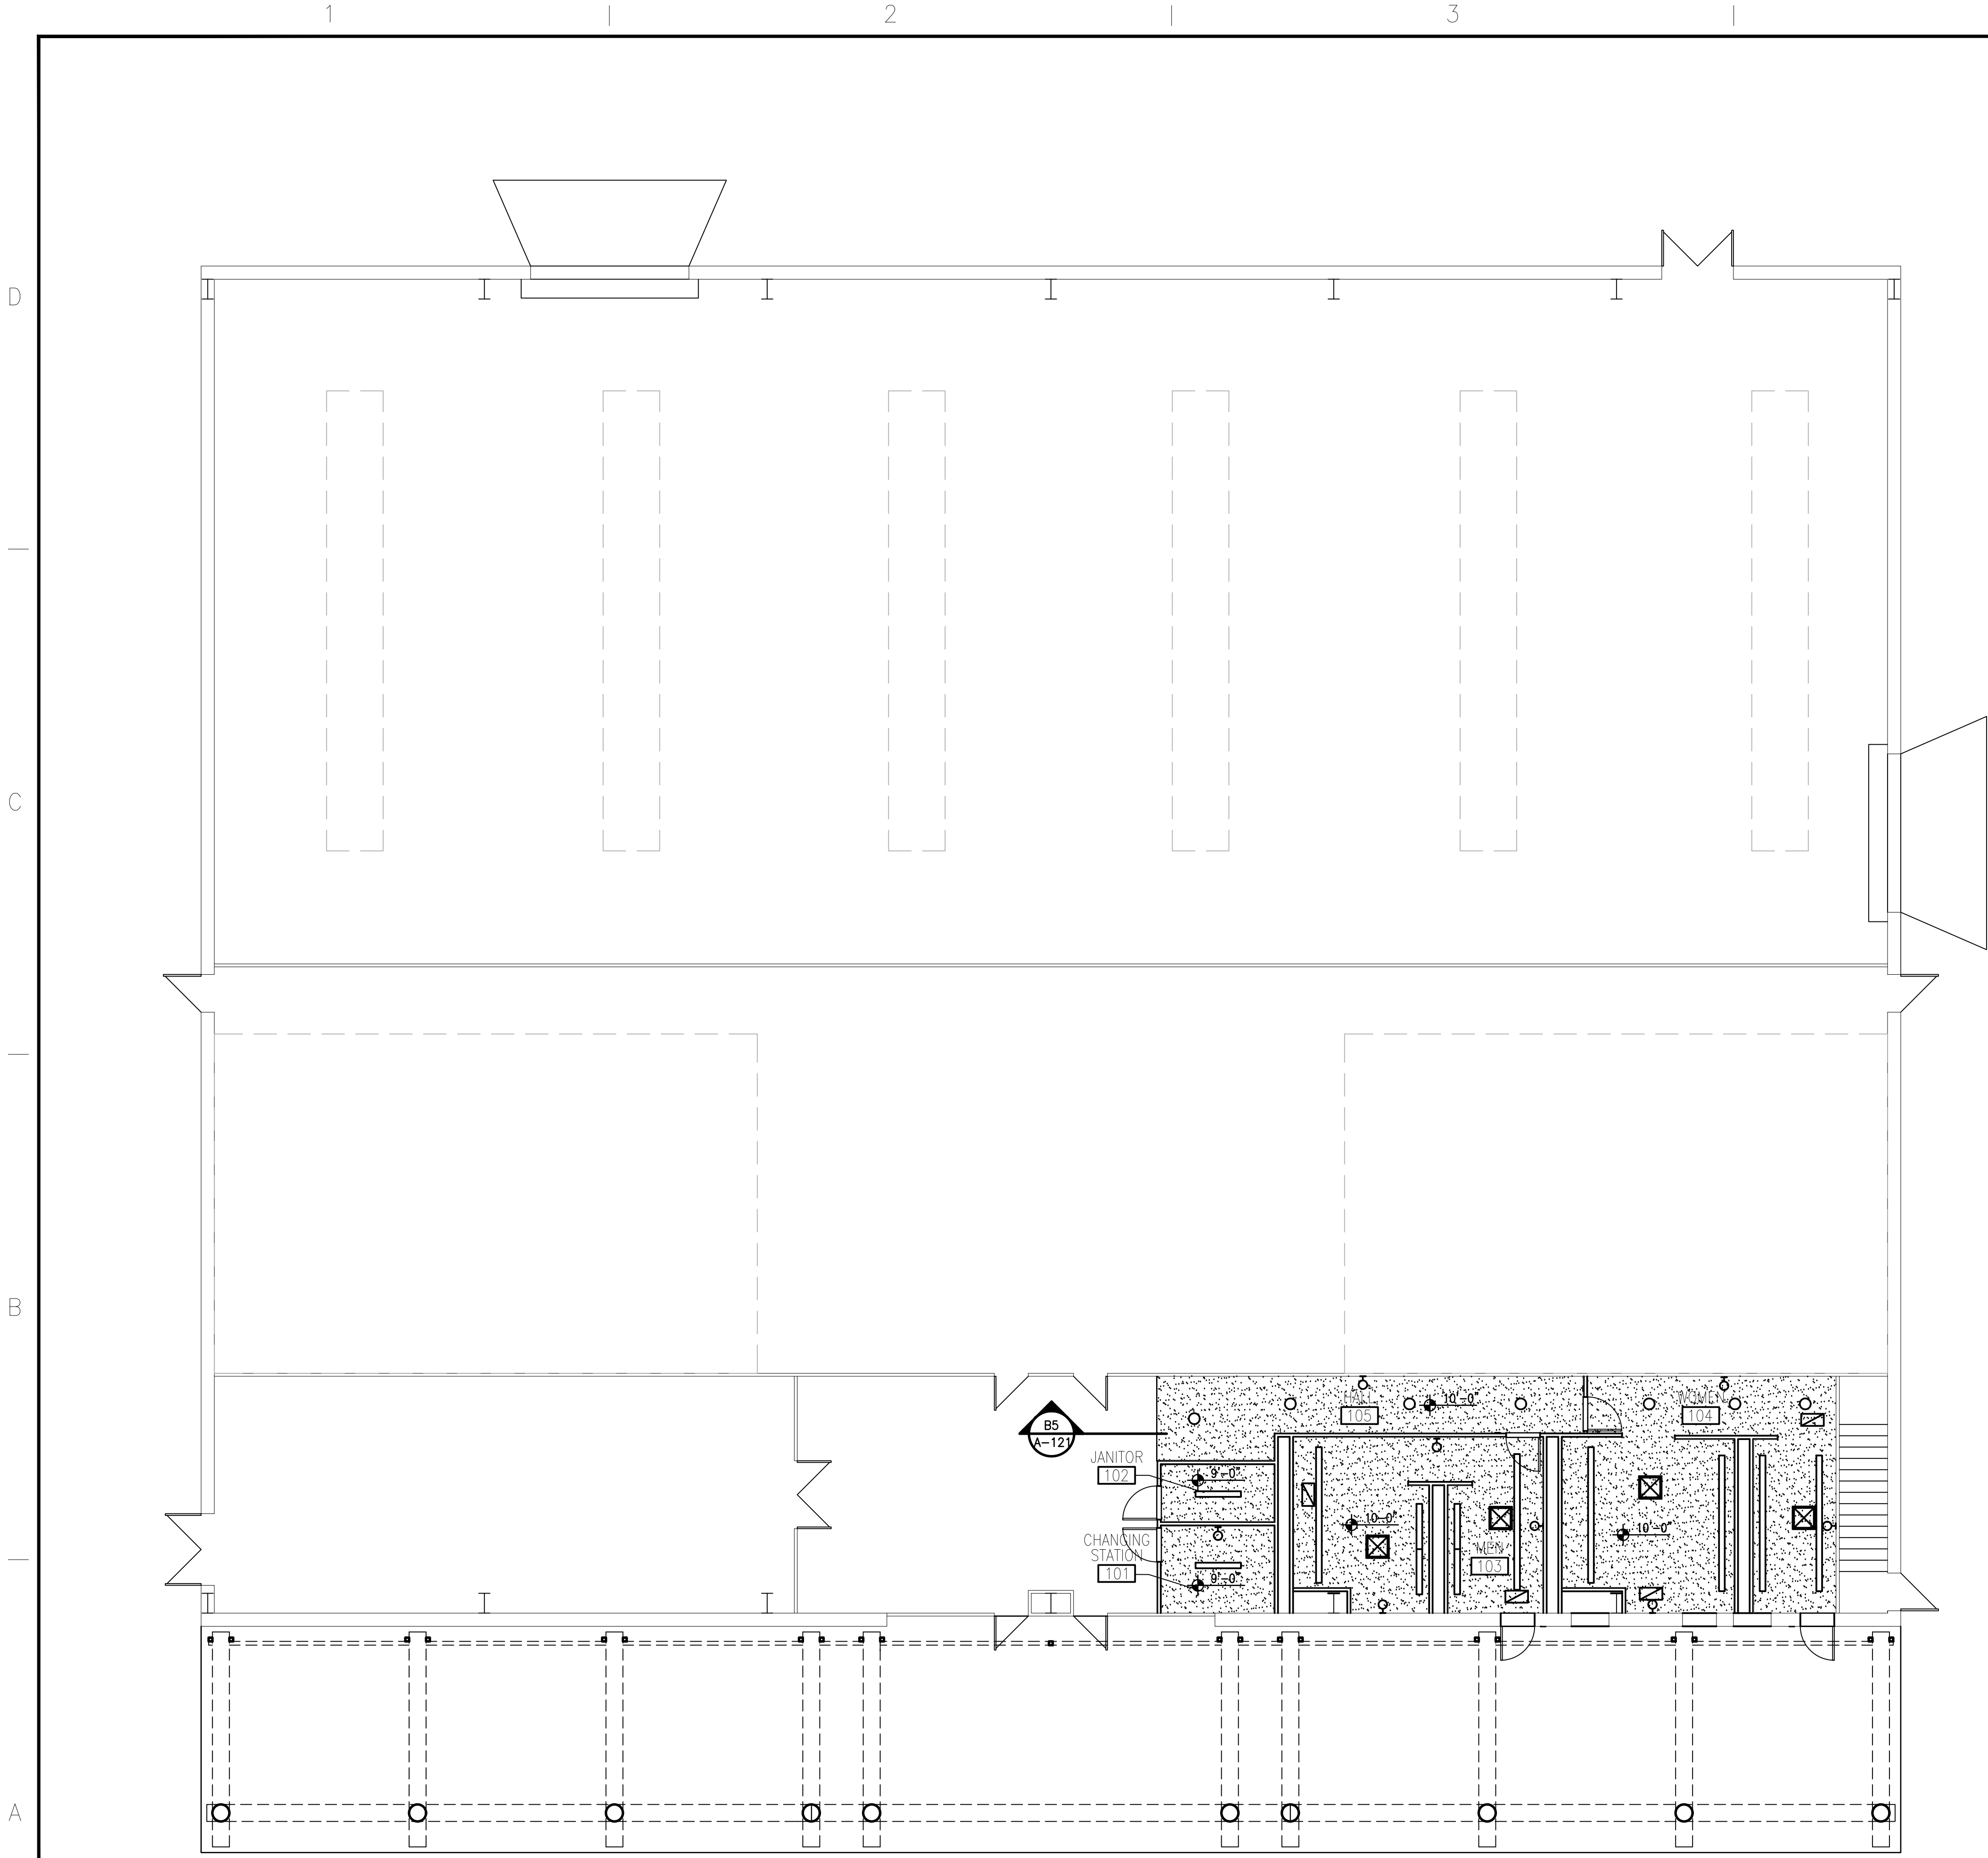 1
2
3
D
C
B
A
B5
A-121
HALL
105
10'-0"
WOMEN
104
JANITOR
102
9'-0"
10'-0"
10'-0"
CHANGING
STATION
101
9'-0"
MEN
103